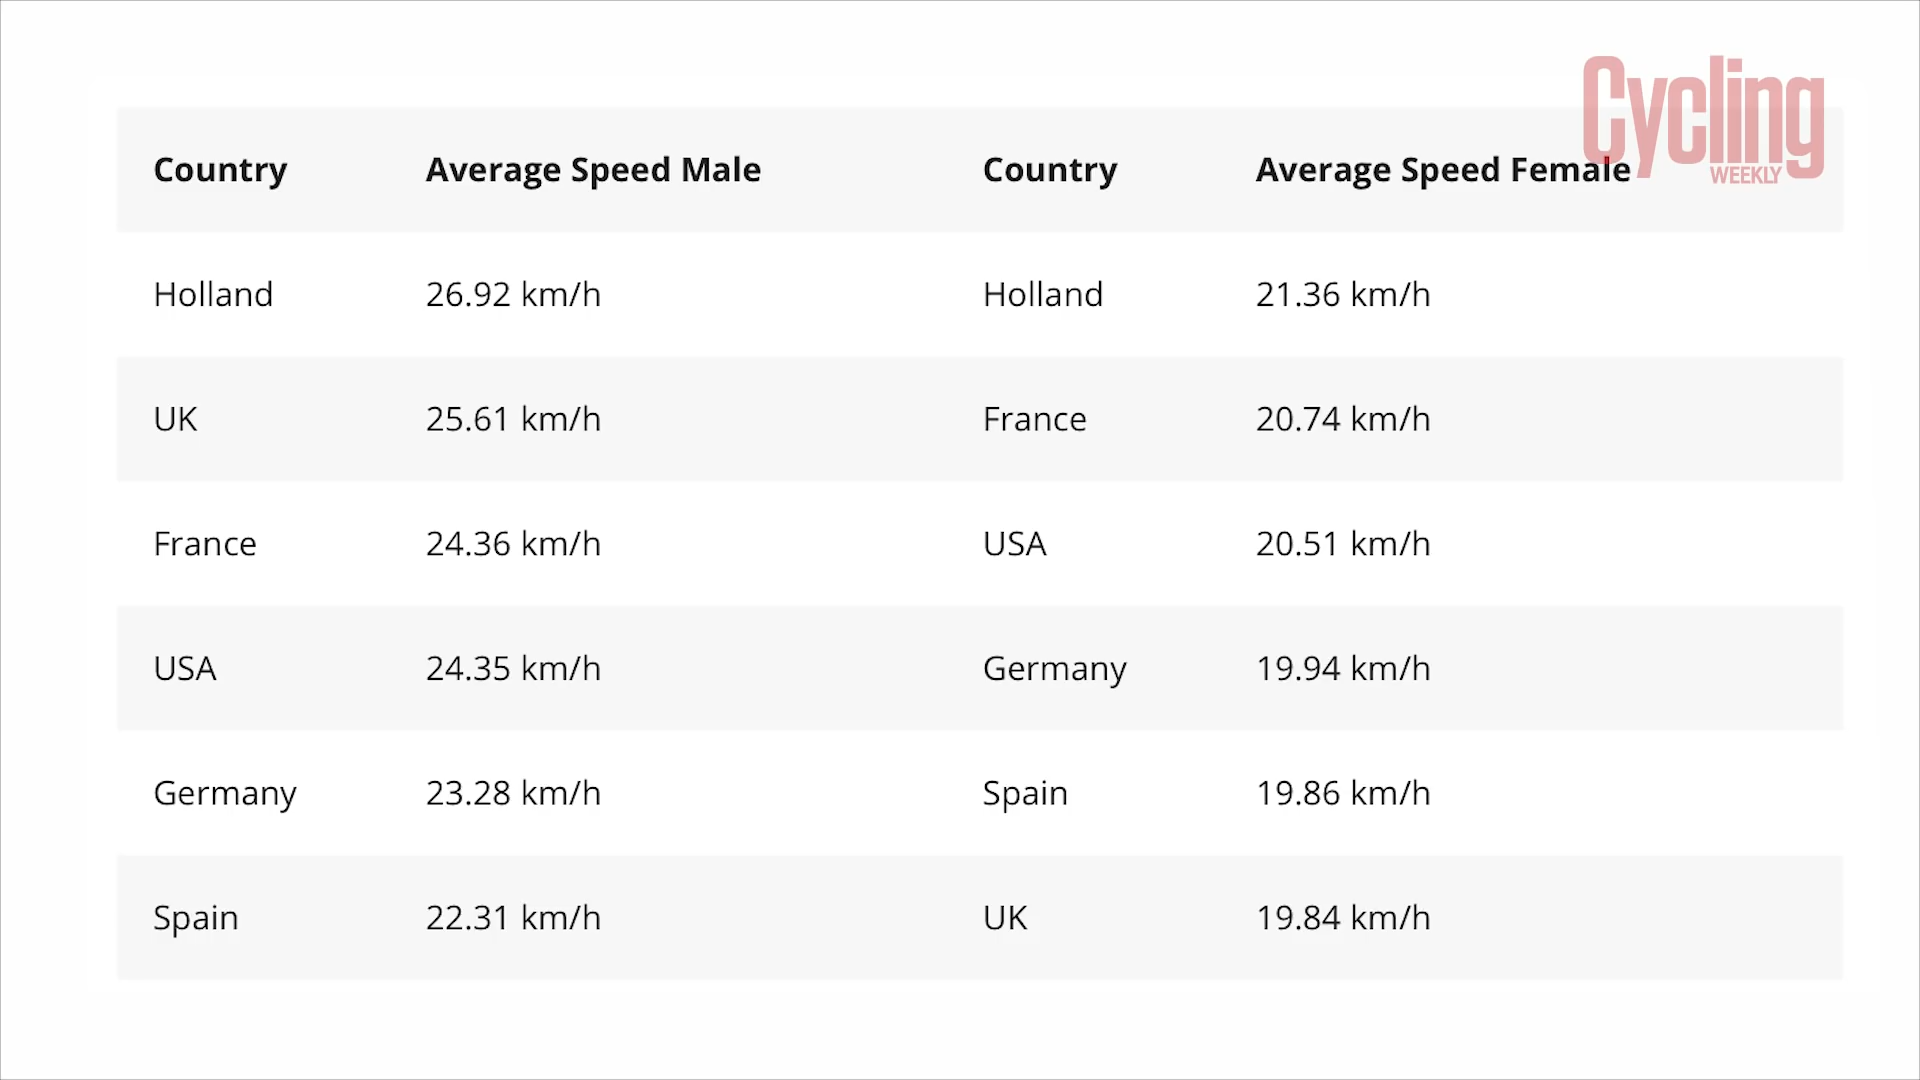 Cycling
WEEKLY
Country Average Speed Male Country Average Speed Female
Holland 26.92 km/h Holland 21.36 km/h
UK 25.61 km/h France 20.74 km/h
France 24.36 km/h USA 20.51 km/h
USA 24.35 km/h Germany 19.94 km/h
Germany 23.28 km/h Spain 19.86 km/h
Spain 22.31 km/h UK 19.84 km/h